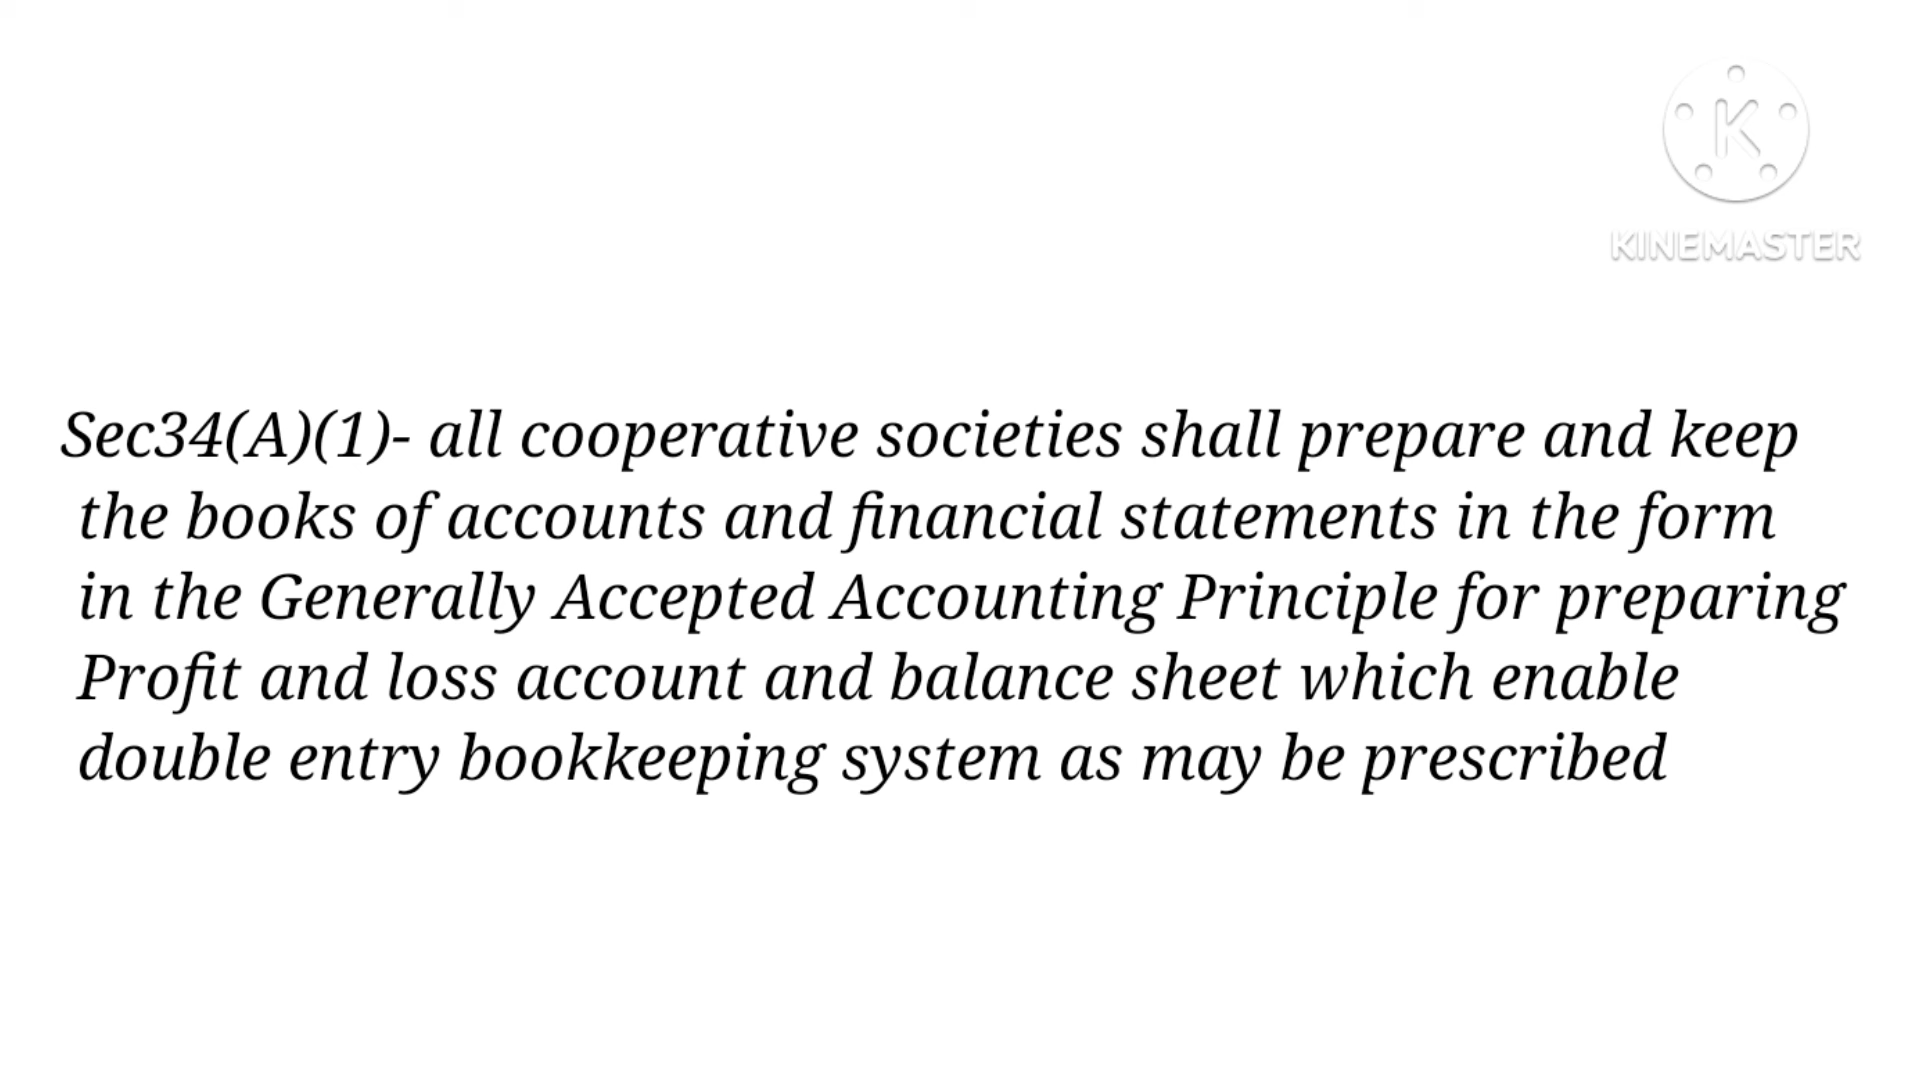 K
KINEMASTER
Sec34(A)(1)- all cooperative societies shall prepare and keep
the books of accounts and financial statements in the form
in the Generally Accepted Accounting Principle for preparing
Profit and loss account and balance sheet which enable
double entry bookkeeping system as may be prescribed